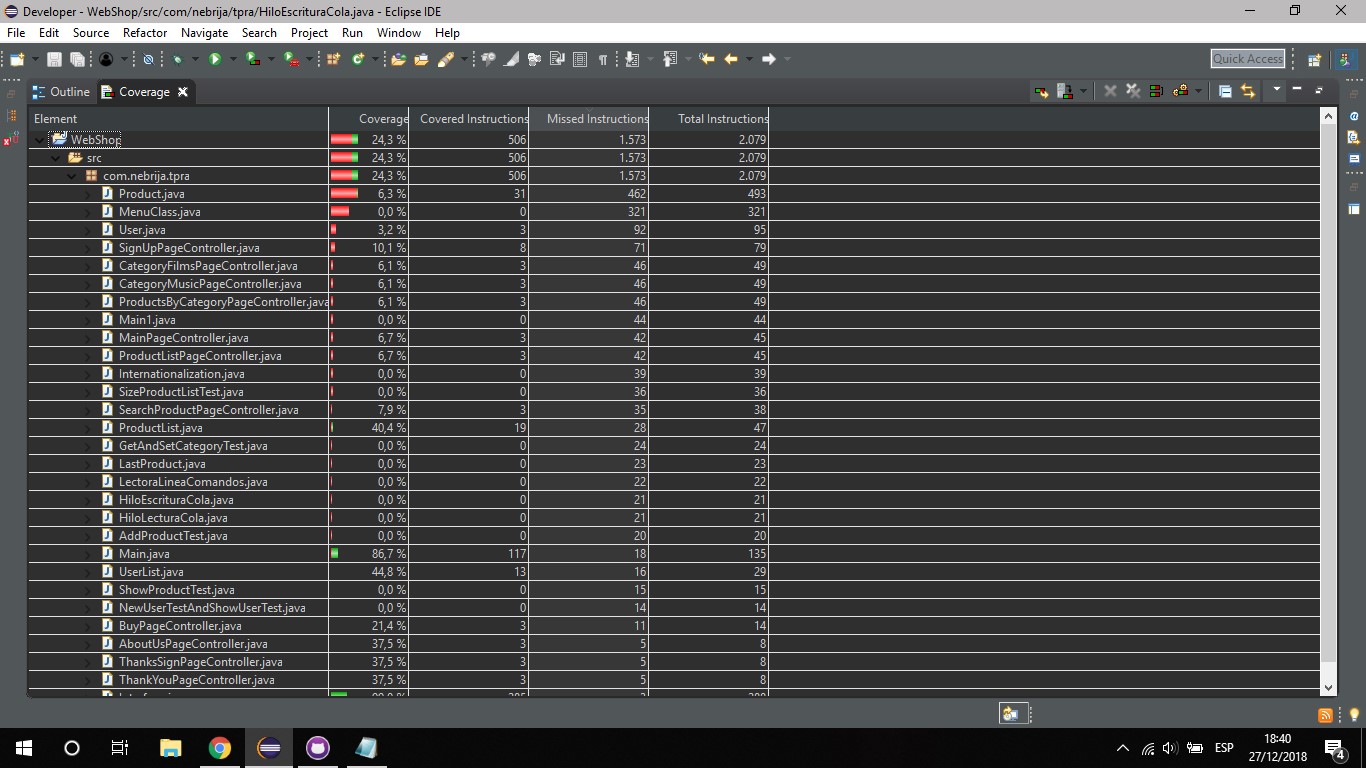 Developer - WebShop/src/com/nebrija/tpra/HiloEscrituraCola.java - Eclipse IDE
File Edit Source Refactor Navigate Search Project Run Window Help
Quick Access
Outline Coverage
Element Coverage Covered Instructions Missed Instructions Total Instructions
WebShop 24,3 % 506 1.573 2.079
src 24,3 % 506 1.573 2.079
com.nebrija.tpra 24,3 % 506 1.573 2.079
Product.java 6,3 % 31 462 493
MenuClass.java 0,0 % 0 321 321
User.java 3,2 % 3 92 95
SignUpPageController.java 10,1 % 8 71 79
CategoryFilmsPageController.java 6,1 % 3 46 49
CategoryMusicPageController.java 6,1 % 3 46 49
ProductsByCategoryPageController.java 6,1 % 3 46 49
Main1.java 0,0 % 0 44 44
MainPageController.java 6,7 % 3 42 45
ProductListPageController.java 6,7 % 3 42 45
Internationalization.java 0,0 % 0 39 39
SizeProductListTest.java 0,0 % 0 36 36
SearchProductPageController.java 7,9 % 3 35 38
ProductList.java 40,4 % 19 28 47
GetAndSetCategoryTest.java 0,0 % 0 24 24
LastProduct.java 0,0 % 0 23 23
LectoraLineaComandos.java 0,0 % 0 22 22
HiloEscrituraCola.java 0,0 % 0 21 21
HiloLecturaCola.java 0,0 % 0 21 21
AddProductTest.java 0,0 % 0 20 20
Main.java 86,7 % 117 18 135
UserList.java 44,8 % 13 16 29
ShowProductTest.java 0,0 % 0 15 15
NewUserTestAndShowUserTest.java 0,0 % 0 14 14
BuyPageController.java 21,4 % 3 11 14
AboutUsPageController.java 37,5 % 3 5 8
ThanksSignPageController.java 37,5 % 3 5 8
ThankYouPageController.java 37,5 % 3 5 8
ESP
18:40
27/12/2018
4